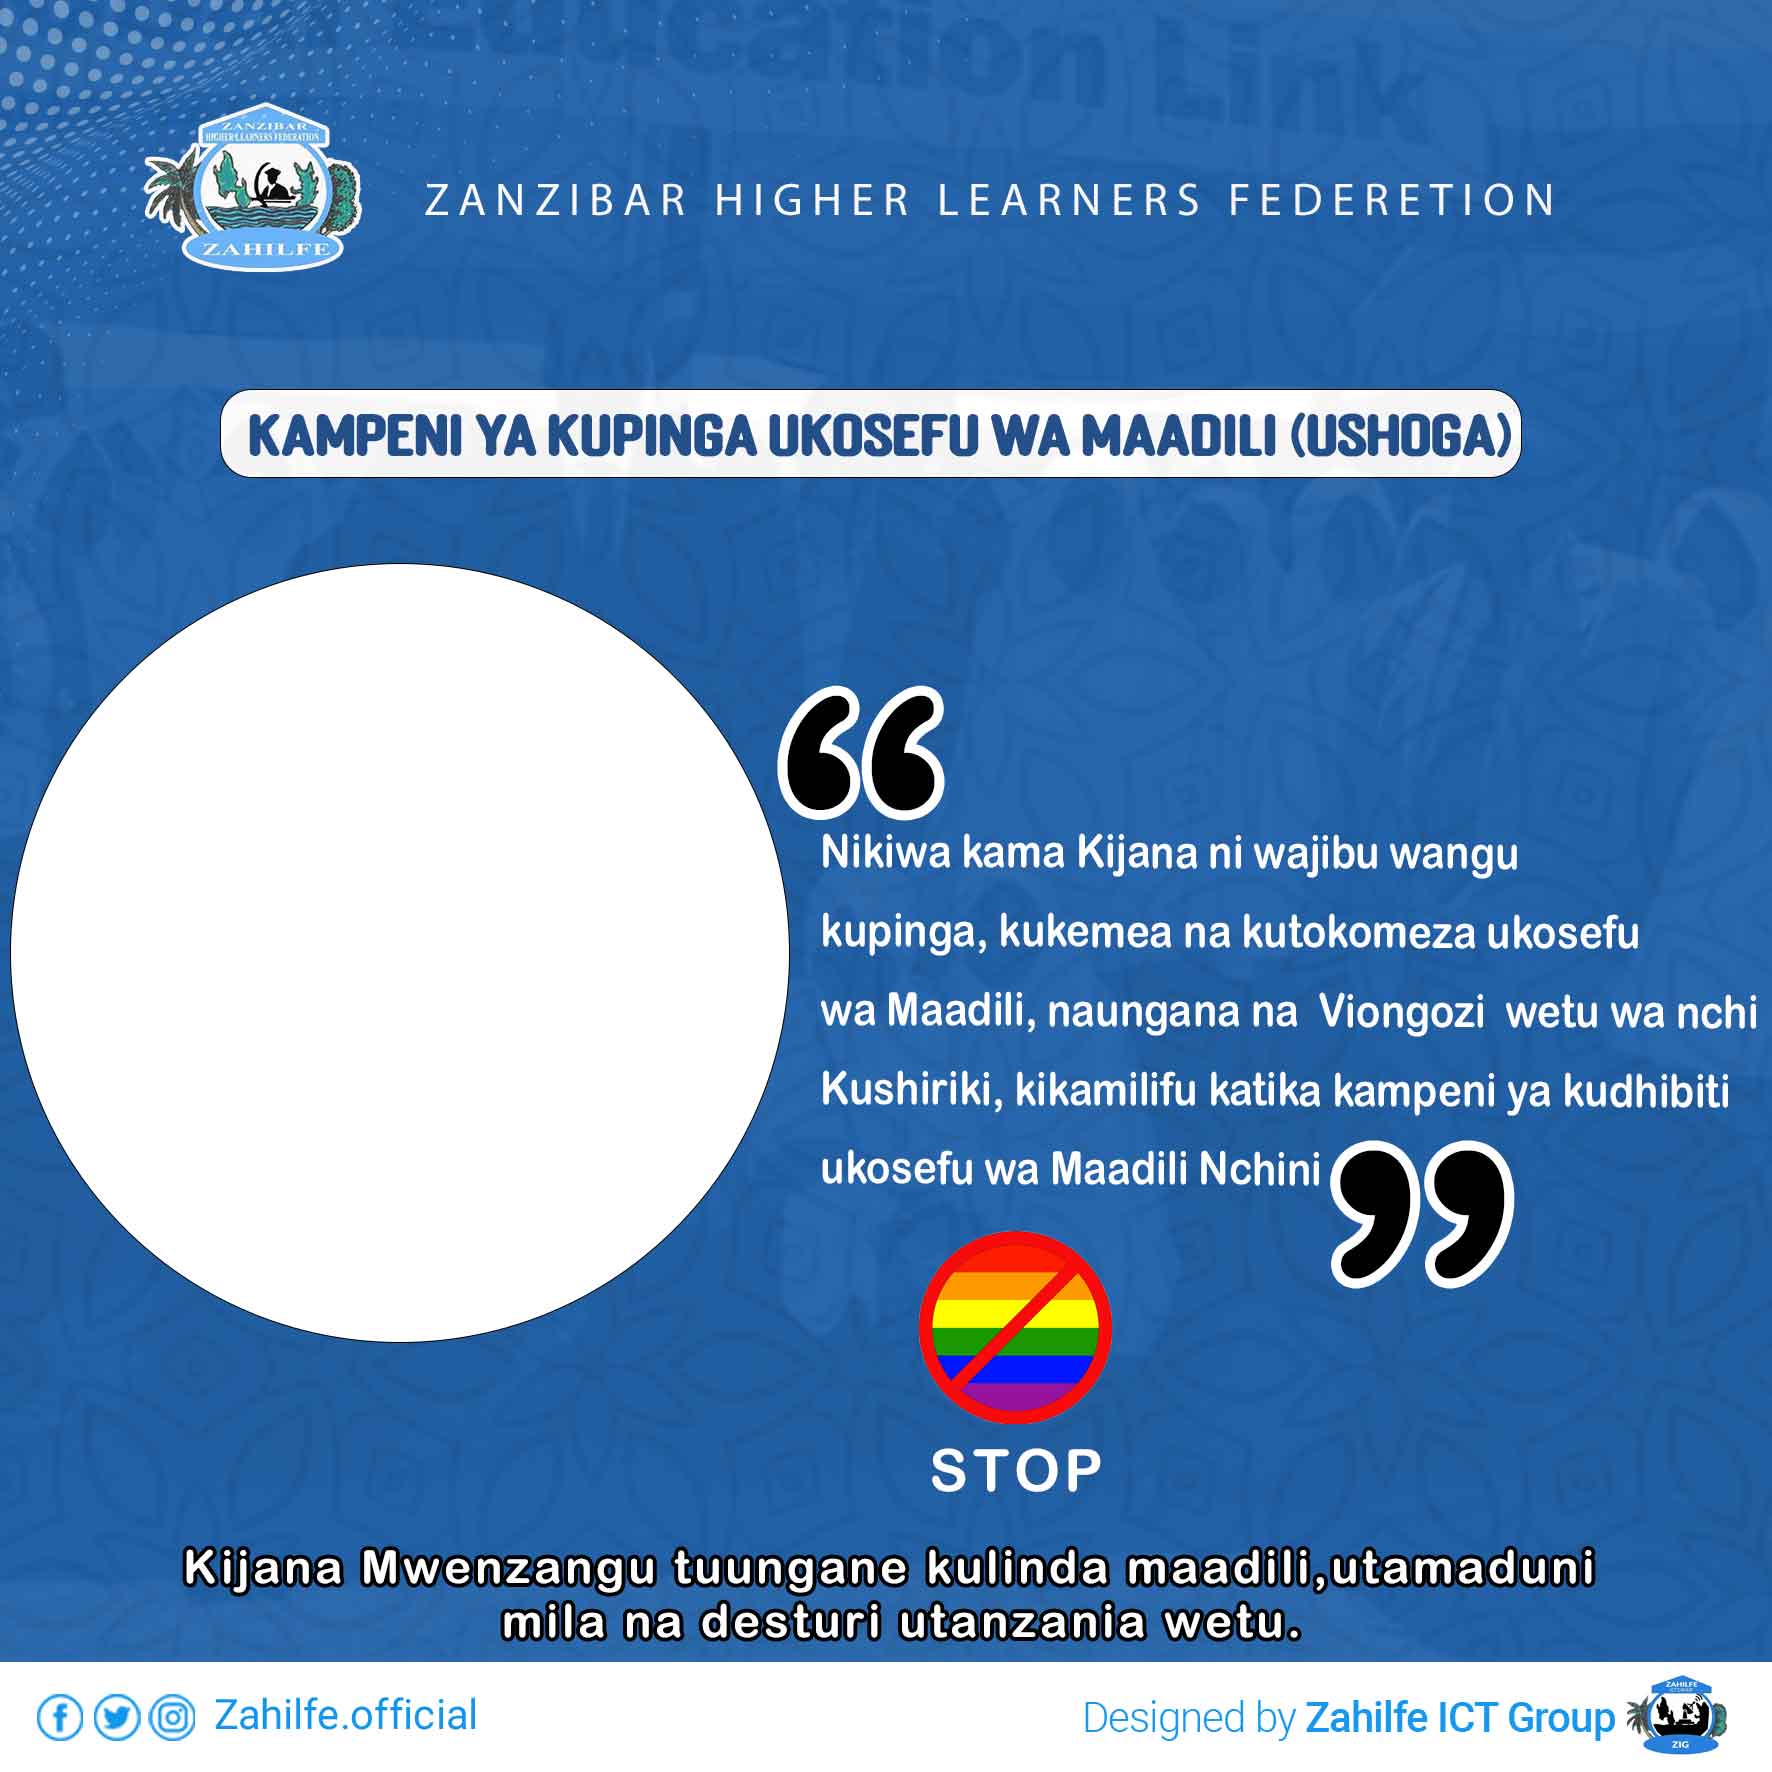 Education Link
ZANZIBAR
HIGHER LEARNERS FEDERATION
ZAHILFE
ZANZIBAR HIGHER LEARNERS FEDERETION
KAMPENI YA KUPINGA UKOSEFU WA MAADILI (USHOGA)
“
Nikiwa kama Kijana ni wajibu wangu
kupinga, kukemea na kutokomeza ukosefu
wa Maadili, naungana na Viongozi wetu wa nchi
Kushiriki, kikamilifu katika kampeni ya kudhibiti
ukosefu wa Maadili Nchini ”
STOP
Kijana Mwenzangu tuungane kulinda maadili,utamaduni
mila na desturi utanzania wetu.
Zahilfe.official
Designed by Zahilfe ICT Group
ZAHILFE
ZIG